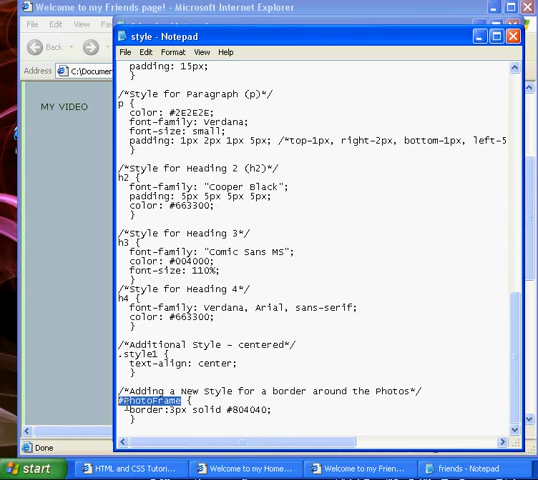 Welcome to my Friends page! - Microsoft Internet Explorer
File Edit View Fav
Back
Address C:\Documen
MY VIDEO
Done
style - Notepad
File Edit Format View Help
padding: 15px;
}
/*Style for Paragraph (p)*/
p {
color: #2E2E2E;
font-family: Verdana;
font-size: small;
padding: 1px 2px 1px 5px; /*top-1px, right-2px, bottom-1px, left-5
}
/*Style for Heading 2 (h2)*/
h2 {
font-family: "Cooper Black";
padding: 5px 5px 5px 5px;
color: #663300;
}
/*Style for Heading 3*/
h3 {
font-family: "Comic Sans MS";
color: #004000;
font-size: 110%;
}
/*Style for Heading 4*/
h4 {
font-family: Verdana, Arial, sans-serif;
color: #663300;
}
/*Additional Style - centered*/
.style1 {
text-align: center;
}
/*Adding a New Style for a border around the Photos*/
#PhotoFrame {
border:3px solid #804040;
}
start HTML and CSS Tutori... Welcome to my Home... Welcome to my Frien... friends - Notepad